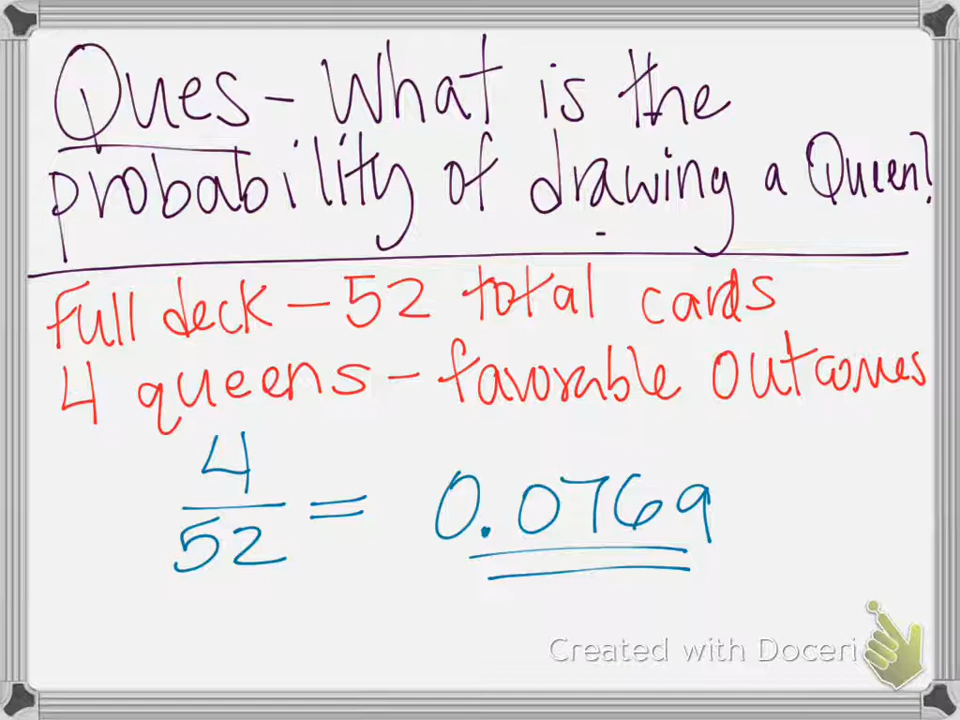 Ques - What is the
probability of drawing a Queen?
Full deck - 52 total cards
4 queens - favorable outcomes
4
52 = 0.0769
Created with Doceri